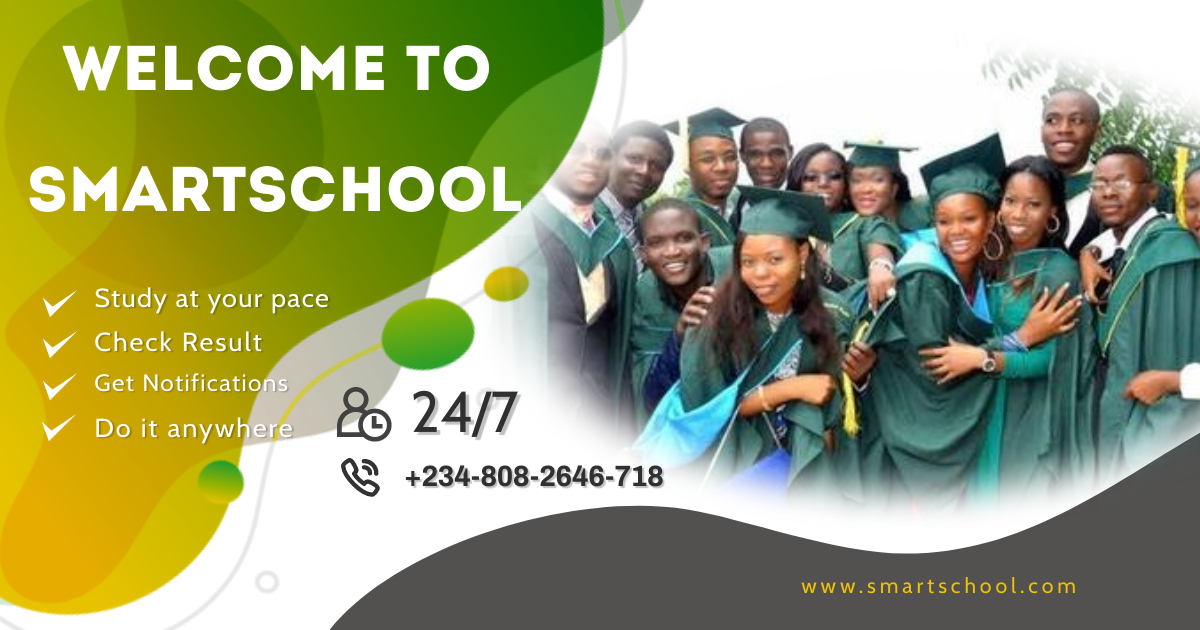 WELCOME TO
SMARTSCHOOL
Study at your pace
Check Result
Get Notifications
Do it anywhere
24/7
+234-808-2646-718
www.smartschool.com